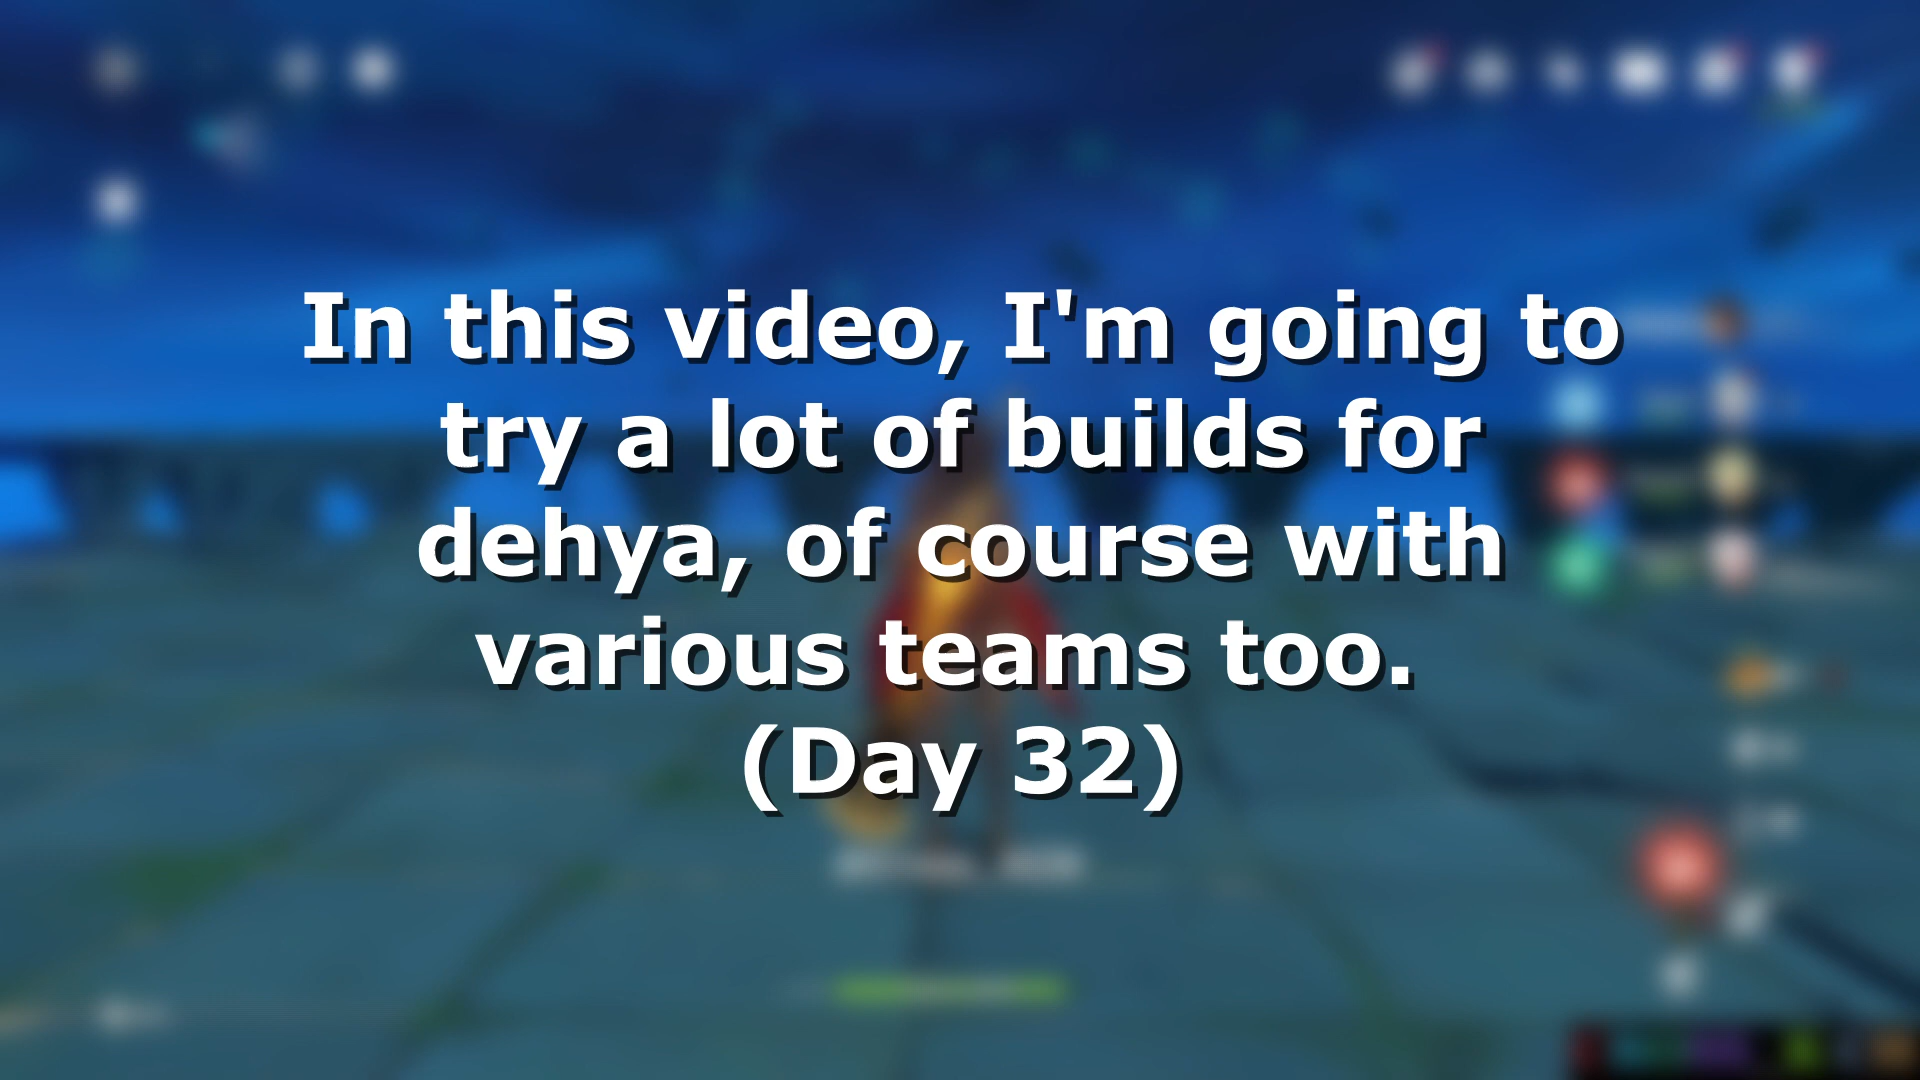 In this video, I'm going to
try a lot of builds for
dehya, of course with
various teams too.
(Day 32)